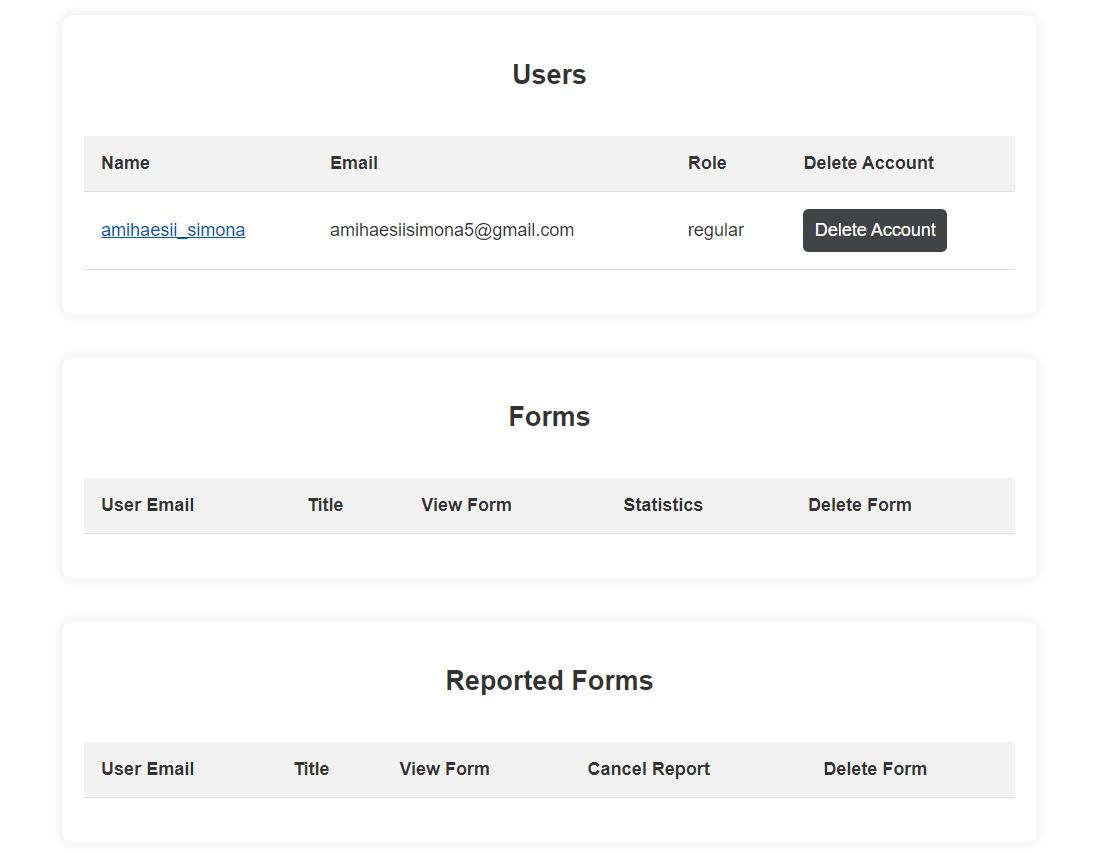 Users
Name Email Role Delete Account
amihaesii_simona amihaesiisimona5@gmail.com regular Delete Account
Forms
User Email Title View Form Statistics Delete Form
Reported Forms
User Email Title View Form Cancel Report Delete Form